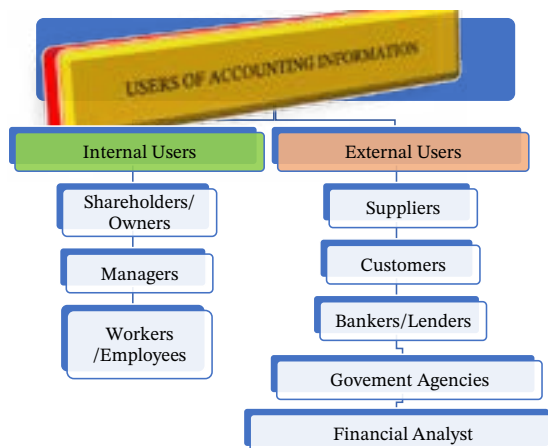 USERS OF ACCOUNTING INFORMATION
Internal Users
External Users
Shareholders/
Owners
Managers
Workers
/Employees
Suppliers
Customers
Bankers/Lenders
Govement Agencies
Financial Analyst